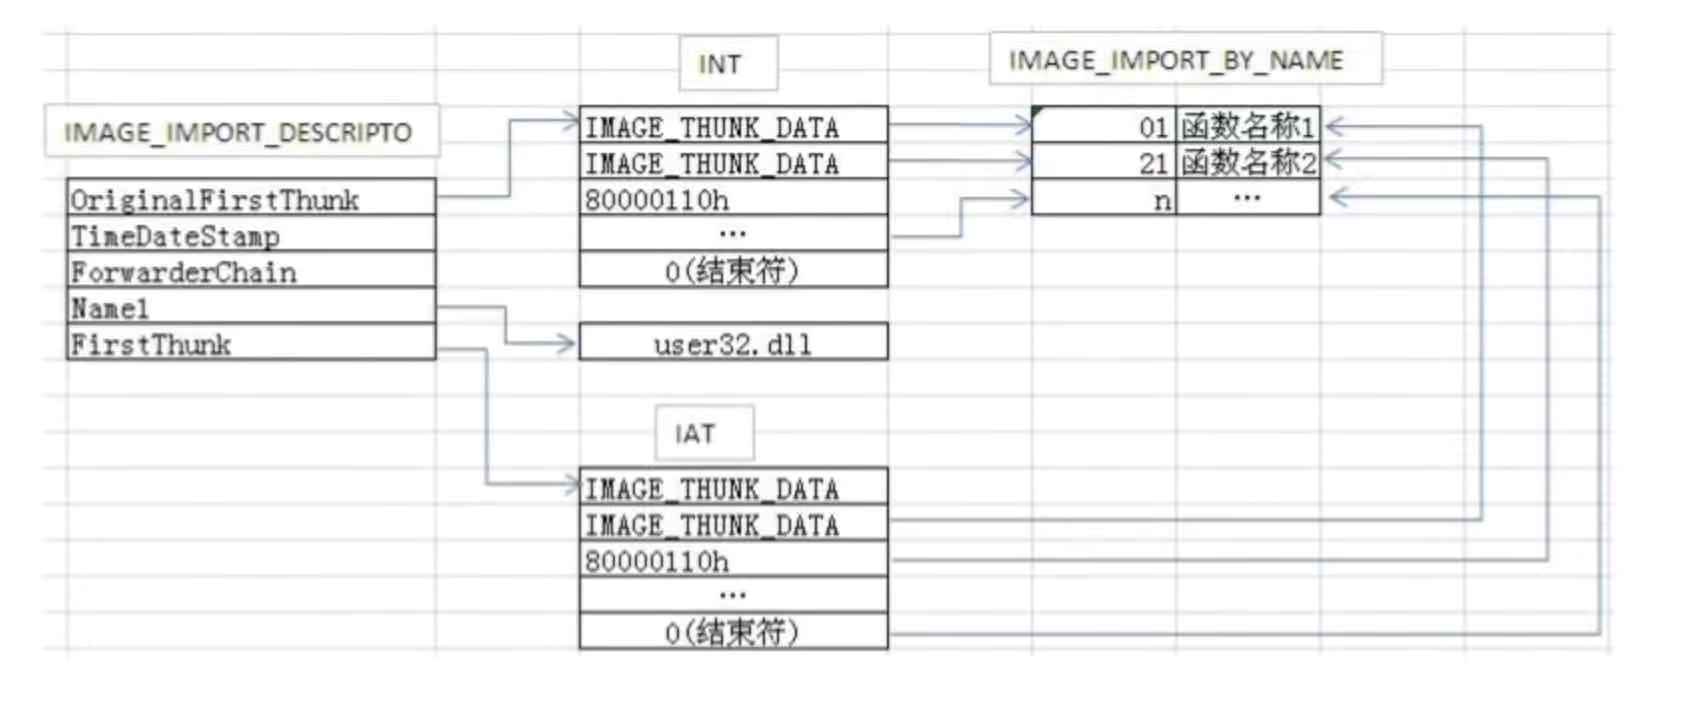 INT
IMAGE_IMPORT_BY_NAME
IMAGE_IMPORT_DESCRIPTO
IMAGE_THUNK_DATA
01 函数名称1
IMAGE_THUNK_DATA
21 函数名称2
OriginalFirstThunk
80000110h
n …
TimeDateStamp
…
ForwarderChain
0(结束符)
Name1
FirstThunk
user32.dll
IAT
IMAGE_THUNK_DATA
IMAGE_THUNK_DATA
80000110h
…
0(结束符)